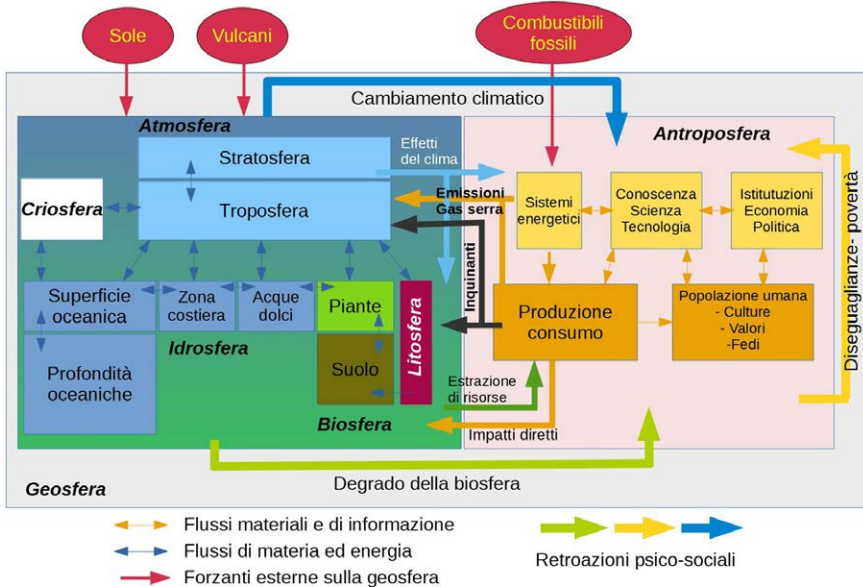 Sole
Vulcani
Combustibili
fossili
Cambiamento climatico
Atmosfera
Antroposfera
Stratosfera
Effetti
del clima
Troposfera
Criosfera
Emissioni
Gas serra
Sistemi
energetici
Conoscenza
Scienza
Tecnologia
Istitutuzioni
Economia
Politica
Inquinanti
Superficie
oceanica
Zona
costiera
Acque
dolci
Piante
Litosfera
Produzione
consumo
Popolazione umana
- Culture
- Valori
-Fedi
Diseguaglianze- povertà
Idrosfera
Profondità
oceaniche
Suolo
Estrazione
di risorse
Biosfera
Impatti diretti
Degrado della biosfera
Geosfera
Flussi materiali e di informazione
Flussi di materia ed energia
Forzanti esterne sulla geosfera
Retroazioni psico-sociali